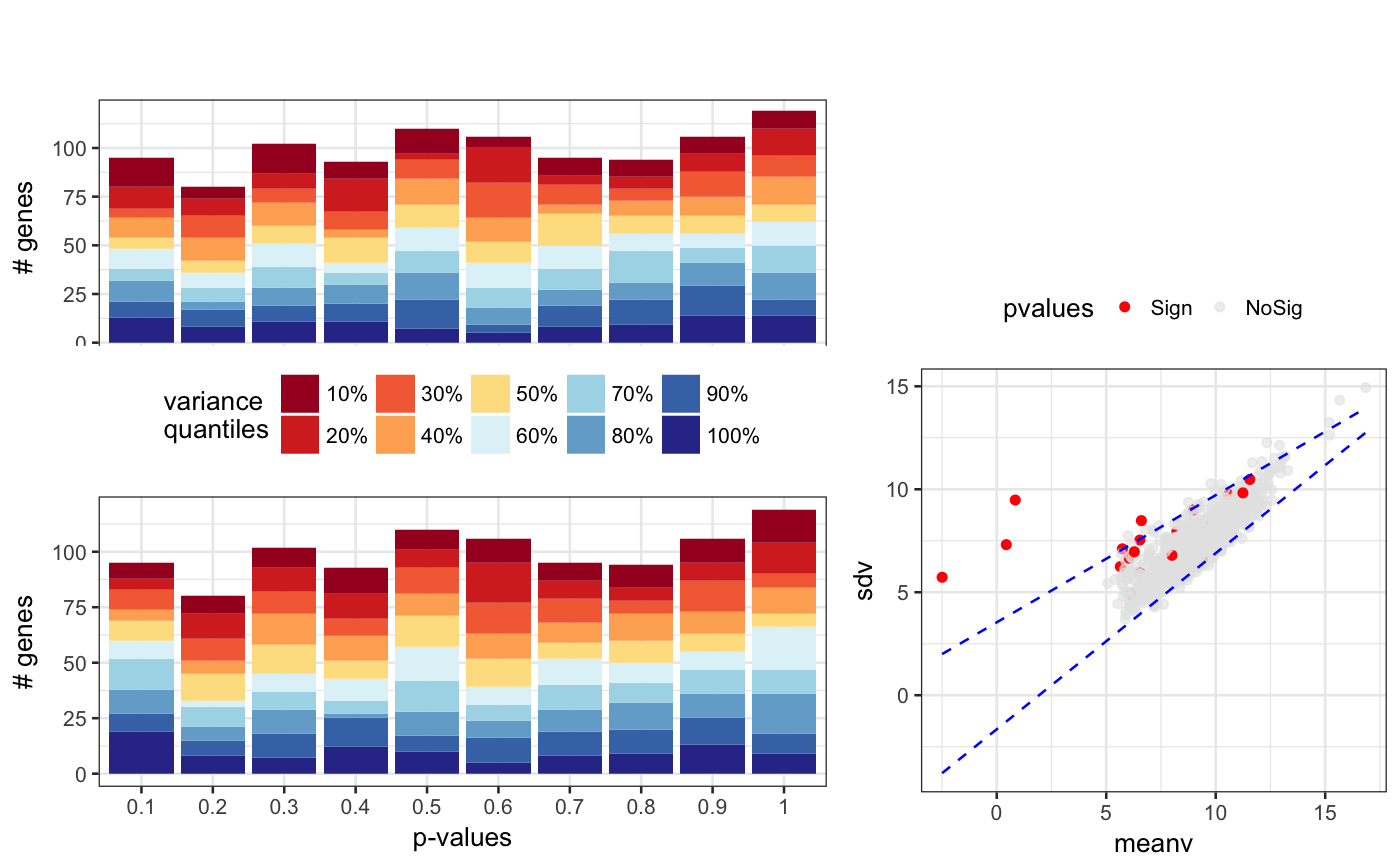 # genes
100
75
50
25
0
variance
quantiles
10% 30% 50% 70% 90%
20% 40% 60% 80% 100%
# genes
100
75
50
25
0
0.1 0.2 0.3 0.4 0.5 0.6 0.7 0.8 0.9 1
p-values
pvalues Sign NoSig
sdv
15
10
5
0
0 5 10 15
meanv